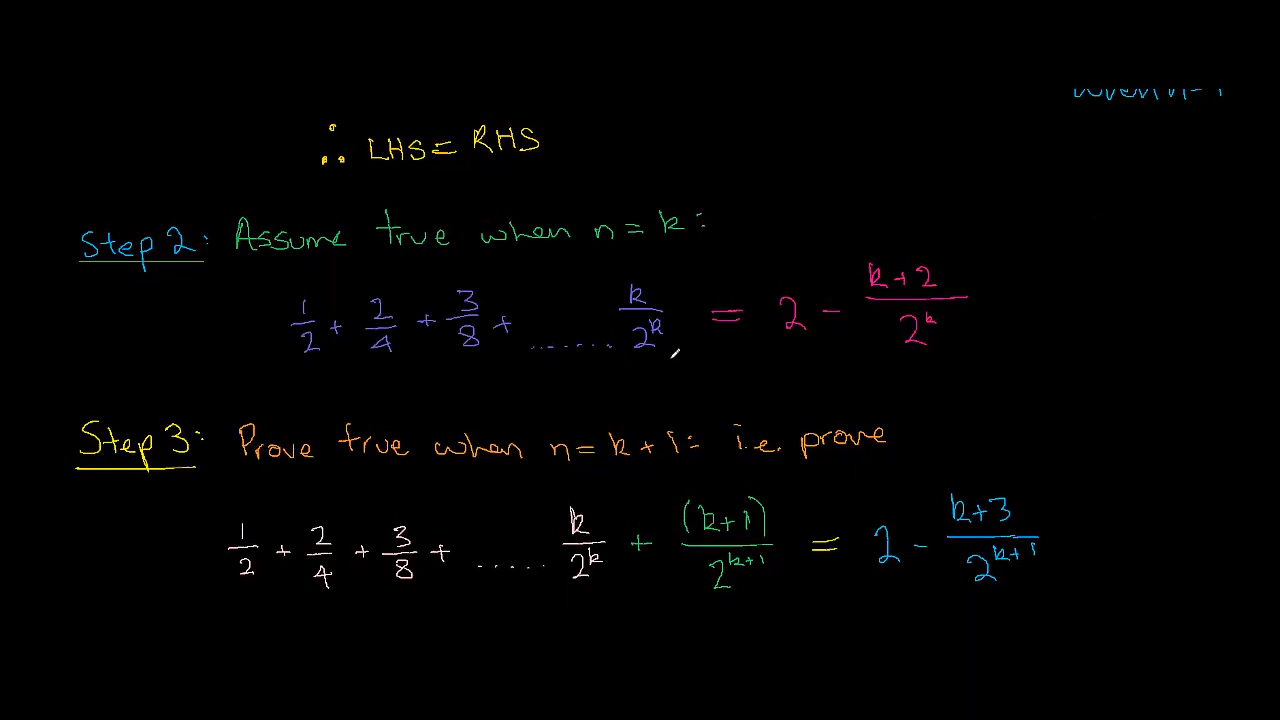 ∴ LHS = RHS
Step 2: Assume true when n = k:
1/2 + 2/4 + 3/8 + ........ k/2^k = 2 - (k+2)/2^k
Step 3: Prove true when n = k + 1: i.e. prove
1/2 + 2/4 + 3/8 + ..... k/2^k + (k+1)/2^(k+1) = 2 - (k+3)/2^(k+1)